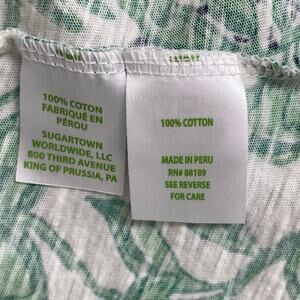 100% COTON
FABRIQUÉ EN
PÉROU
SUGARTOWN
WORLDWIDE, LLC
800 THIRD AVENUE
KING OF PRUSSIA, PA
100% COTTON
MADE IN PERU
RN# 88189
SEE REVERSE
FOR CARE